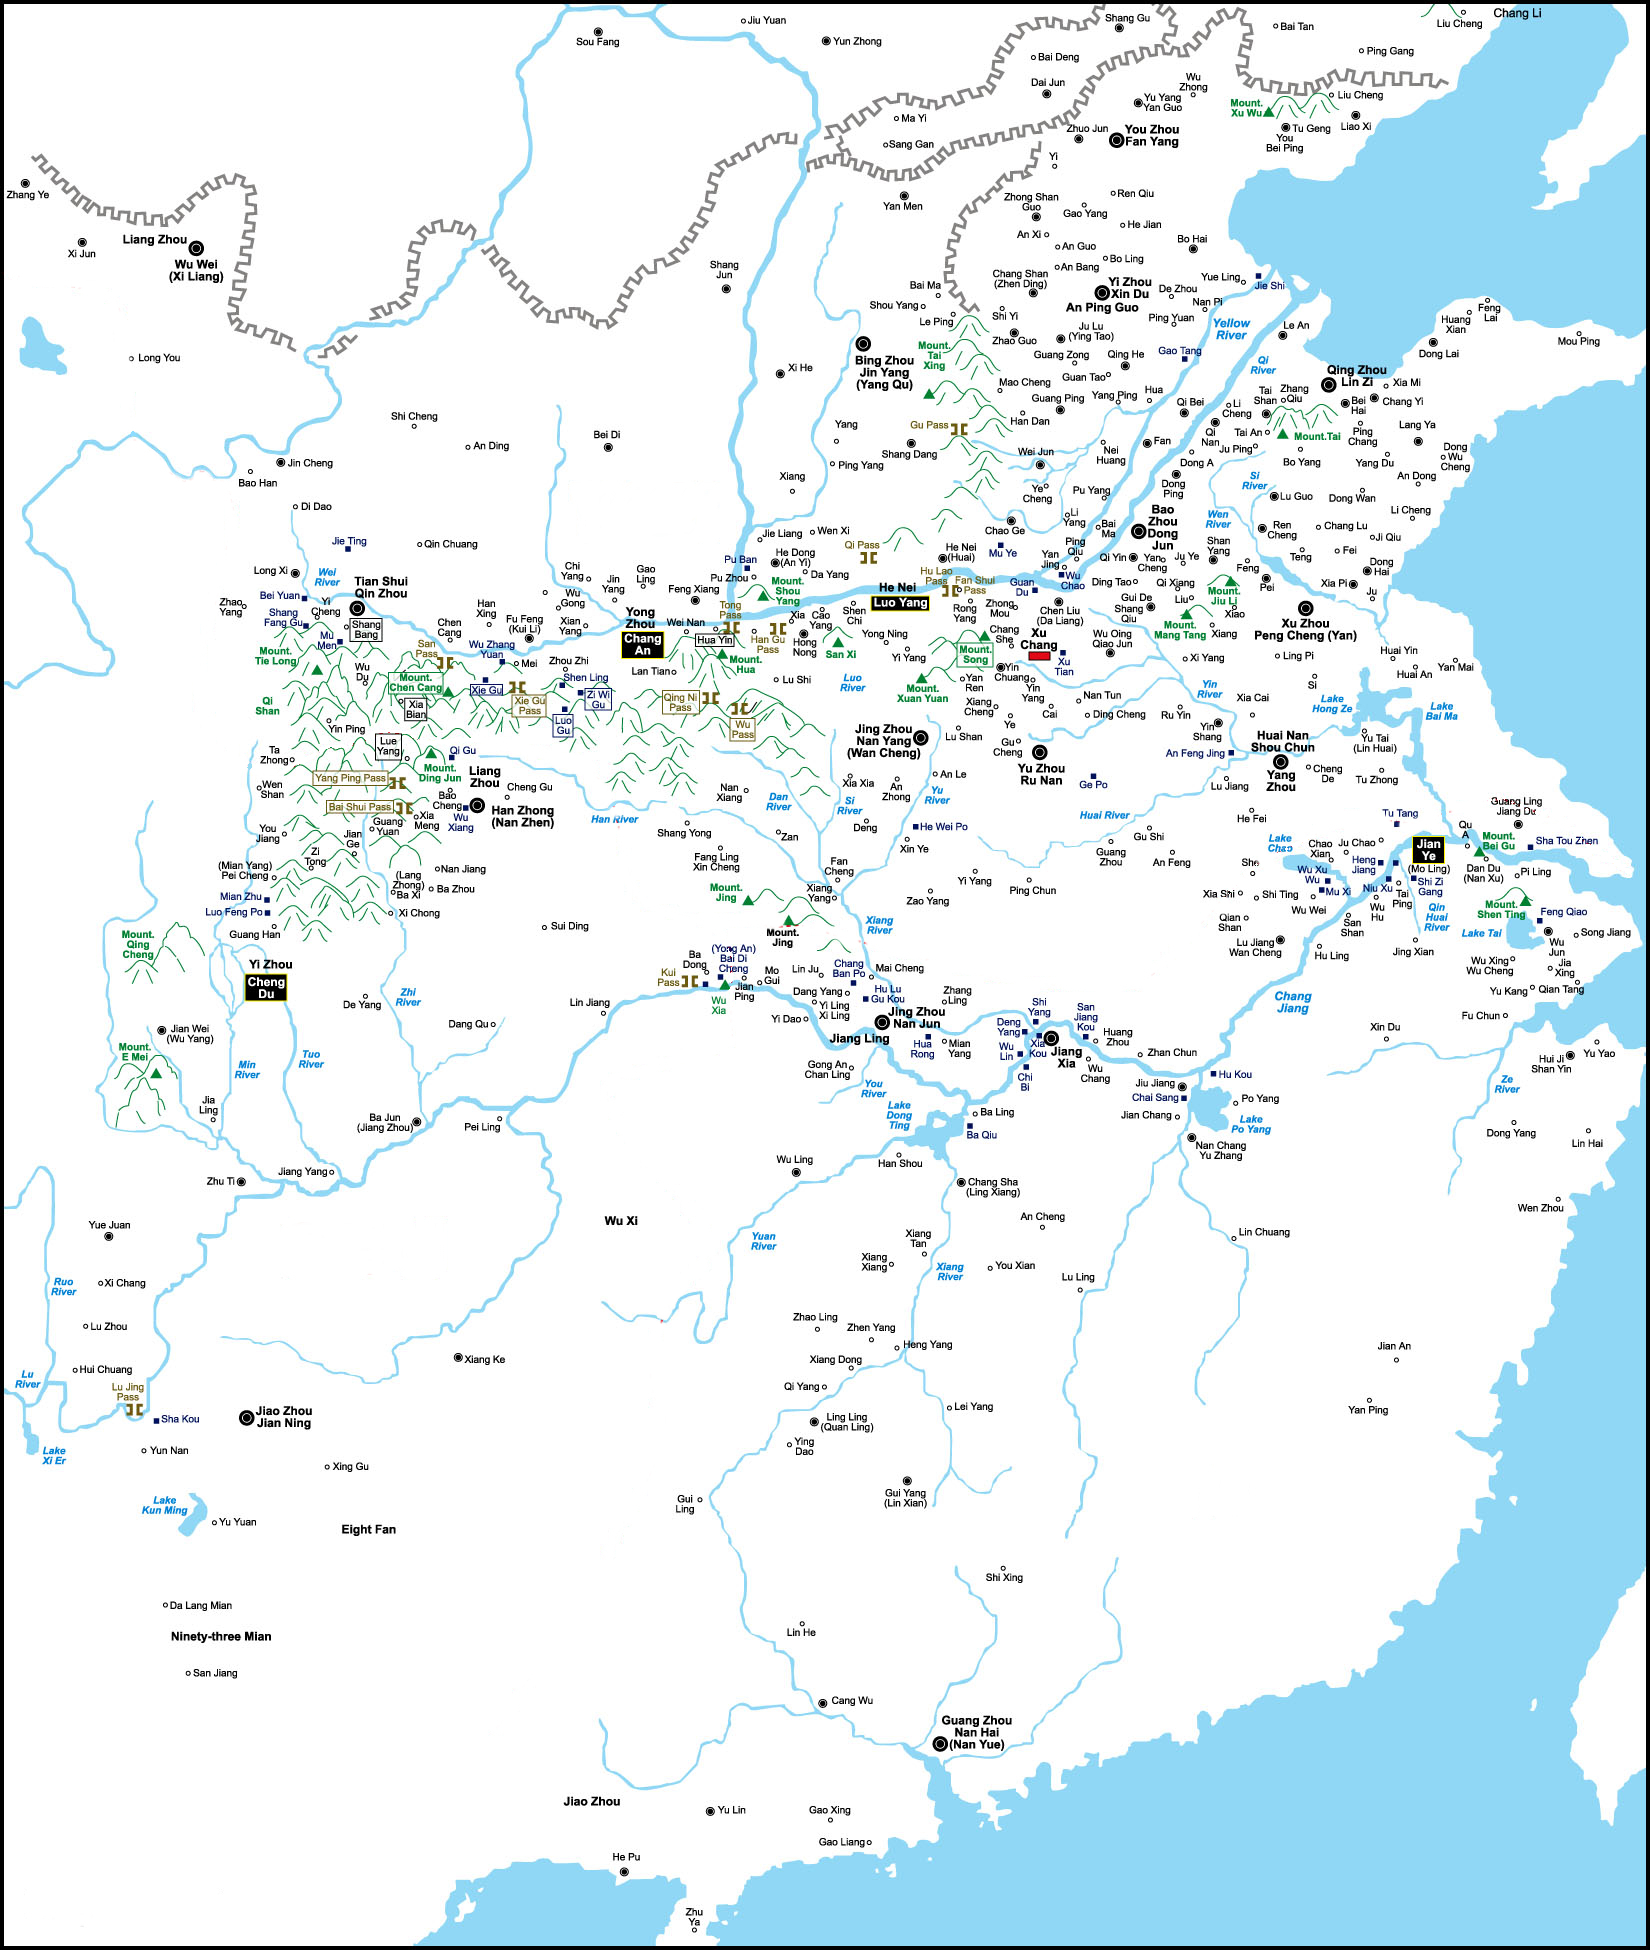 Jiu Yuan
Sou Fang
Yun Zhong
Shang Gu
Bai Tan
Liu Cheng
Chang Li
Ping Gang
Bai Deng
Dai Jun
Wu
Zhong
Yu Yang
Yan Guo
Mount.
Xu Wu
Liu Cheng
Liao Xi
Tu Geng
You
Bei Ping
Ma Yi
Sang Gan
Zhuo Jun
You Zhou
Fan Yang
Yi
Zhang Ye
Yan Men
Zhong Shan
Guo
Ren Qiu
Gao Yang
He Jian
An Xi
An Guo
Bo Hai
Xi Jun
Liang Zhou
Wu Wei
(Xi Liang)
Shang
Jun
Bo Ling
An Bang
Chang Shan
(Zhen Ding)
Yi Zhou
Xin Du
An Ping Guo
De Zhou
Yue Ling
Jie Shi
Nan Pi
Ping Yuan
Yellow
River
Bai Ma
Shou Yang
Le Ping
Shi Yi
Zhao Guo
Ju Lu
(Ying Tao)
Le An
Feng
Lai
Huang
Xian
Dong Lai
Mou Ping
Long You
Bing Zhou
Jin Yang
(Yang Qu)
Mount.
Tai
Xing
Guang Zong
Qing He
Gao Tang
Qi
River
Qing Zhou
Lin Zi
Xia Mi
Xi He
Mao Cheng
Guan Tao
Guang Ping
Yang Ping
Hua
Qi Bei
Li
Cheng
Tai
Shan
Zhang
Qiu
Bei
Hai
Chang Yi
Shi Cheng
An Ding
Bei Di
Yang
Gu Pass
Han Dan
Qi
Nan
Tai An
Mount.Tai
Ping
Chang
Lang Ya
Shang Dang
Ping Yang
Wei Jun
Nei
Huang
Fan
Ju Ping
Bo Yang
Yang Du
Dong
Wu
Cheng
An Dong
Jin Cheng
Bao Han
Xiang
Ye
Cheng
Pu Yang
Dong A
Dong
Ping
Si
River
Lu Guo
Dong Wan
Di Dao
Jie Liang
Wen Xi
Chao Ge
Li
Yang
Bai
Ma
Bao
Zhou
Dong
Jun
Wen
River
Ren
Cheng
Chang Lu
Li Cheng
Ji Qiu
Jie Ting
Qin Chuang
Pu Ban
He Dong
(An Yi)
Qi Pass
He Nei
(Huai)
Mu Ye
Ping
Qiu
Yan
Jing
Qi Yin
Yan
Cheng
Ju Ye
Shan
Yang
Feng
Pei
Teng
Fei
Dong
Hai
Long Xi
Wei
River
Chi
Yang
Jin
Yang
Gao
Ling
Pu Zhou
Da Yang
Hu Lao
Pass
Fan Shui
Pass
Guan
Du
Wu
Chao
Ding Tao
Qi Xiang
Liu
Mount.
Jiu Li
Xia Pi
Ju
Tian Shui
Qin Zhou
Bei Yuan
Yi
Cheng
Zhao
Yang
Shang
Fang Gu
Shang
Bang
Mu
Men
Han
Xing
Wu
Gong
Feng Xian
Mount.
Shou
Yang
He Nei
Luo Yang
Rong
Yang
Zhong
Mou
Chen Liu
(Da Liang)
Gui De
Shang
Qiu
Xiao
Xu Zhou
Peng Cheng (Yan)
Chen
Cang
Fu Feng
(Kui Li)
Xian
Yang
Yong
Zhou
Chang
An
Wei Nan
Tong
Pass
Hua Yin
Han Gu
Pass
Xia
Cao
Yang
Hong
Nong
Shen
Chi
San Xi
Yong Ning
Yi Yang
Mount.
Song
Chang
She
Xu
Chang
Xu
Tian
Wu Qing
Qiao Jun
Mount.
Mang Tang
Xiang
Xi Yang
Ling Pi
Huai Yin
Yan Mai
Huai An
Mount.
Tie Long
San
Pass
Wu Zhang
Yuan
Mei
Zhou Zhi
Lan Tian
Mount.
Hua
Lu Shi
Luo
River
Mount.
Xuan Yuan
Yan
Ren
Yin
Chuang
Yin
Yang
Wu
Du
Mount.
Chen Cang
Xie Gu
Xie Gu
Pass
Shen Ling
Zi Wi
Gu
Luo
Gu
Qing Ni
Pass
Wu
Pass
Yin
River
Si
Lake
Hong Ze
Lake
Bai Ma
Qi
Shan
Xia
Bian
Xiang
Cheng
Cai
Nan Tun
Ding Cheng
Ru Yin
Xia Cai
Yin
Shang
Yin Ping
Lue
Yang
Jing Zhou
Nan Yang
(Wan Cheng)
Lu Shan
Ye
Gu
Cheng
Yu Zhou
Ru Nan
An Feng Jing
Huai Nan
Shou Chun
Yang
Zhou
Yu Tai
(Lin Huai)
Ta
Zhong
Qi Gu
Mount.
Ding Jun
Yang Ping Pass
Liang
Zhou
Han Zhong
(Nan Zhen)
Cheng Gu
Wen
Shan
Bai Shui Pass
Bao
Cheng
Wu
Xiang
Xia
Meng
Han River
Nan
Xiang
Dan
River
Xia Xia
Si
River
An
Zhong
An Le
Yu
River
Ge Po
Lu Jiang
Cheng
De
Tu Zhong
You
Jiang
Jian
Ge
Guang
Yuan
Zi
Tong
Shang Yong
Zan
Deng
He Wei Po
Xin Ye
Huai River
Gu Shi
He Fei
Tu Tang
Guang Ling
Jiang Du
Qu
A
Mount.
Bei Gu
Sha Tou Zhen
(Mian Yang)
Pei Cheng
Nan Jiang
(Lang
Zhong)
Ba Xi
Ba Zhou
Fang Ling
Xin Cheng
Fan
Cheng
Guang
Zhou
An Feng
Lake
Chao
Chao
Xian
Ju Chao
Heng
Jiang
Jian
Ye
(Mo Ling)
Dan Du
(Nan Xu)
Pi Ling
Mian Zhu
Luo Feng Po
Guang Han
Xi Chong
Sui Ding
Mount.
Jing
Mount.
Jing
Xiang
Yang
Yi Yang
Zao Yang
Ping Chun
She
Xia Shi
Shi Ting
Wu Xu
Wu
Mu Xi
Wu Wei
Niu Xu
Wu
Hu
Tai
Ping
Shi Zi
Gang
Qin
Huai
River
Mount.
Shen Ting
Feng Qiao
Mount.
Qing
Cheng
Xiang
River
Qian
Shan
Lu Jiang
Wan Cheng
San
Shan
Hu Ling
Jing Xian
Lake Tai
Wu
Jun
Song Jiang
Yi Zhou
Cheng
Du
Kui
Pass
Ba
Dong
(Yong An)
Bai Di
Cheng
Wu
Xia
Jian
Ping
Mo
Gui
Lin Ju
Chang
Ban Po
Mai Cheng
Wu Xing
Wu Cheng
Jia
Xing
De Yang
Zhi
River
Lin Jiang
Dang Yang
Yi Ling
Xi Ling
Hu Lu
Gu Kou
Zhang
Ling
Chang
Jiang
Yu Kang
Qian Tang
Jian Wei
(Wu Yang)
Dang Qu
Yi Dao
Jing Zhou
Nan Jun
Jiang Ling
Shi
Yang
Deng
Yang
San
Jiang
Kou
Huang
Zhou
Xin Du
Fu Chun
Mount.
E Mei
Min
River
Tuo
River
Hua
Rong
Mian
Yang
Wu
Lin
Xia
Kou
Jiang
Xia
Wu
Chang
Zhan Chun
Hui Ji
Shan Yin
Yu Yao
Gong An
Chan Ling
Chi
Bi
Jiu Jiang
Hu Kou
Chai Sang
Ze
River
Jia
Ling
You
River
Lake
Dong
Ting
Ba Ling
Ba Qiu
Jian Chang
Po Yang
Lake
Po Yang
Ba Jun
(Jiang Zhou)
Pei Ling
Dong Yang
Lin Hai
Nan Chang
Yu Zhang
Zhu Ti
Jiang Yang
Wu Ling
Han Shou
Chang Sha
(Ling Xiang)
Wen Zhou
Yue Juan
Wu Xi
Yuan
River
Xiang
Tan
An Cheng
Lin Chuang
Xiang
Xiang
Xiang
River
You Xian
Lu Ling
Ruo
River
Xi Chang
Lu Zhou
Zhao Ling
Zhen Yang
Heng Yang
Jian An
Hui Chuang
Xiang Ke
Xiang Dong
Lu
River
Lu Jing
Pass
Sha Kou
Jiao Zhou
Jian Ning
Qi Yang
Lei Yang
Yan Ping
Ling Ling
(Quan Ling)
Ying
Dao
Lake
Xi Er
Yun Nan
Xing Gu
Gui
Ling
Gui Yang
(Lin Xian)
Lake
Kun Ming
Yu Yuan
Eight Fan
Shi Xing
Da Lang Mian
Ninety-three Mian
Lin He
San Jiang
Cang Wu
Guang Zhou
Nan Hai
(Nan Yue)
Jiao Zhou
Yu Lin
Gao Xing
Gao Liang
He Pu
Zhu
Ya